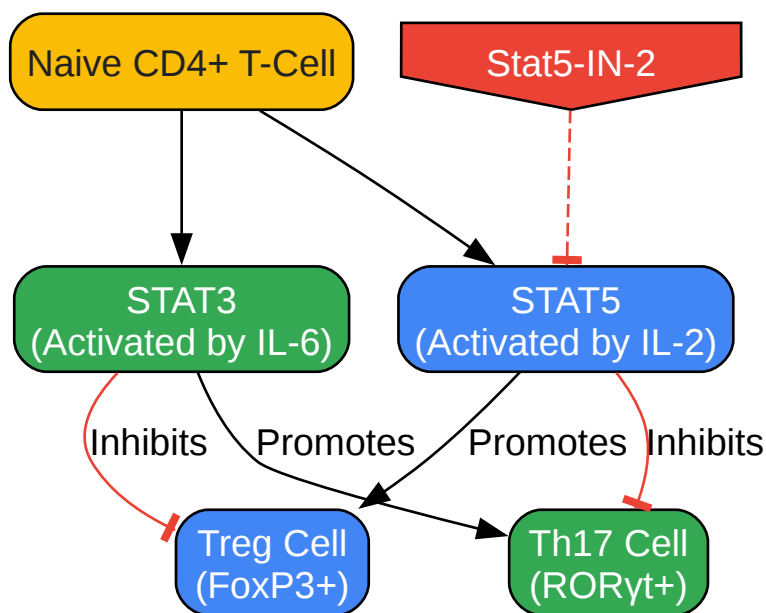 Naive CD4+ T-Cell
Stat5-IN-2
STAT3
(Activated by IL-6)
STAT5
(Activated by IL-2)
Inhibits
Promotes
Promotes
Inhibits
Treg Cell
(FoxP3+)
Th17 Cell
(RORγt+)